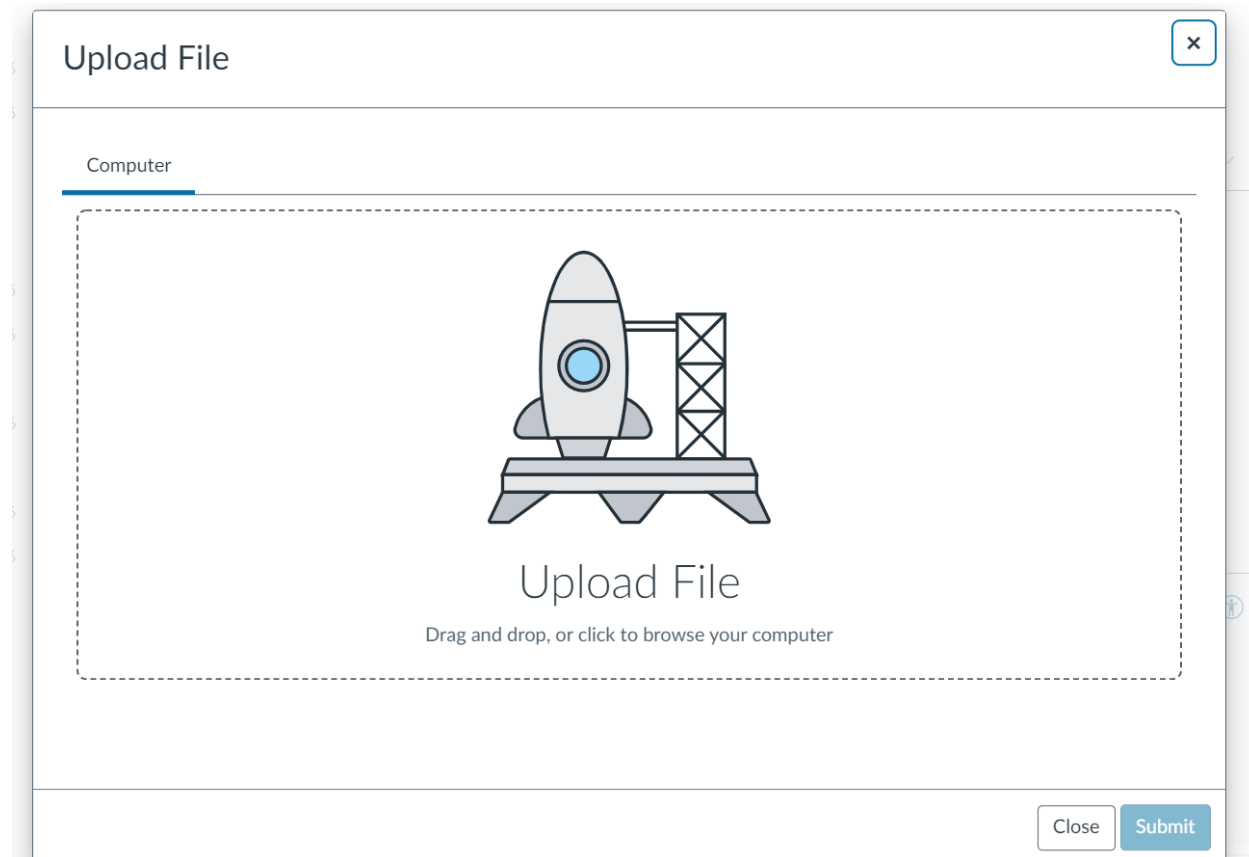 Upload File
×
Computer
Upload File
Drag and drop, or click to browse your computer
Close
Submit